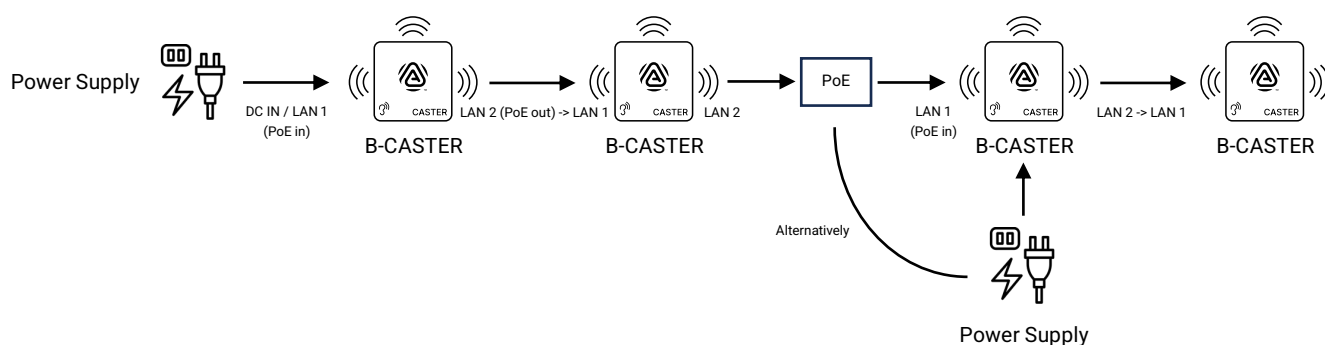 Power Supply
DC IN / LAN 1
(PoE in)
CASTER
B-CASTER
LAN 2 (PoE out) -> LAN 1
CASTER
B-CASTER
LAN 2
PoE
LAN 1
(PoE in)
CASTER
B-CASTER
LAN 2 -> LAN 1
CASTER
B-CASTER
Alternatively
Power Supply